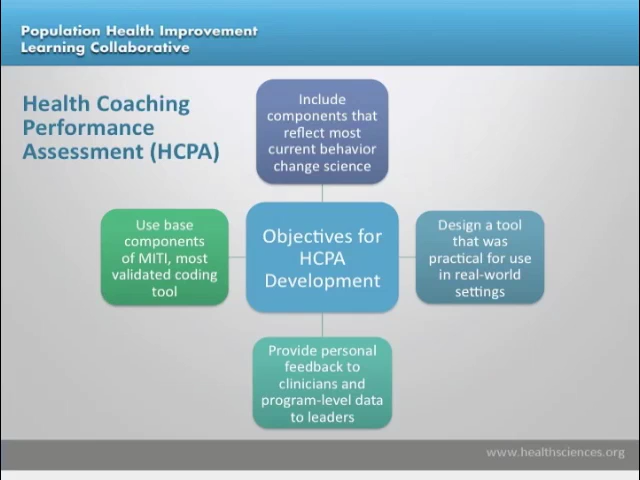 Population Health Improvement
Learning Collaborative
Health Coaching
Performance
Assessment (HCPA)
Include
components that
reflect most
current behavior
change science
Use base
components
of MITI, most
validated coding
tool
Objectives for
HCPA
Development
Design a tool
that was
practical for use
in real-world
settings
Provide personal
feedback to
clinicians and
program-level data
to leaders
www.healthsciences.org